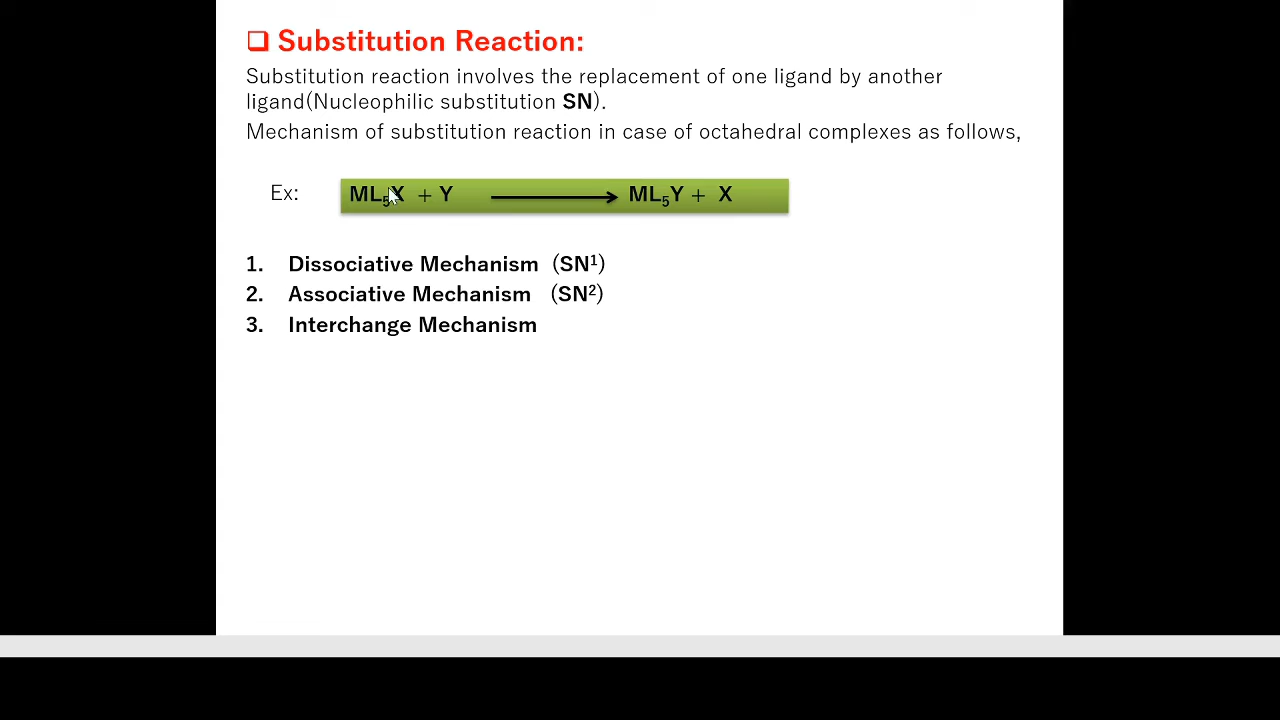 ❑ Substitution Reaction:
Substitution reaction involves the replacement of one ligand by another
ligand(Nucleophilic substitution SN).
Mechanism of substitution reaction in case of octahedral complexes as follows,
Ex: ML₅X + Y ⟶ ML₅Y + X
1. Dissociative Mechanism (SN¹)
2. Associative Mechanism (SN²)
3. Interchange Mechanism